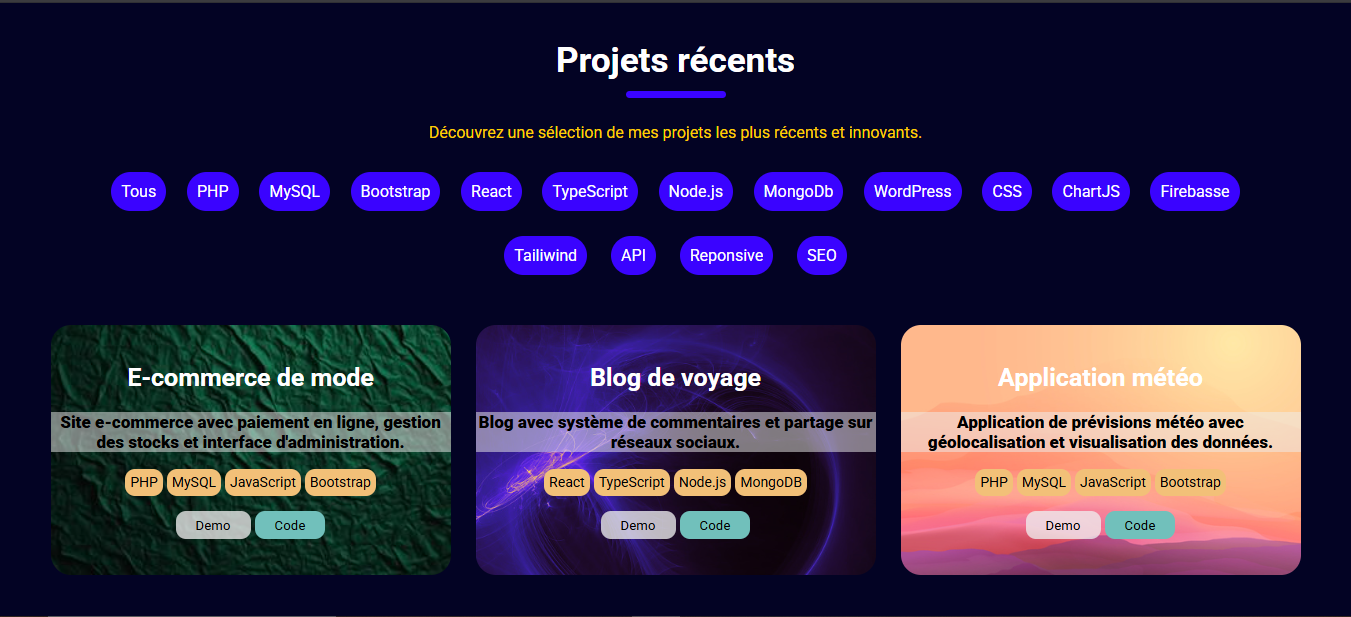 Projets récents
Découvrez une sélection de mes projets les plus récents et innovants.
Tous PHP MySQL Bootstrap React TypeScript Node.js MongoDb WordPress CSS ChartJS Firebasse
Tailiwind API Reponsive SEO
E-commerce de mode
Site e-commerce avec paiement en ligne, gestion
des stocks et interface d'administration.
PHP MySQL JavaScript Bootstrap
Demo Code
Blog de voyage
Blog avec système de commentaires et partage sur
réseaux sociaux.
React TypeScript Node.js MongoDB
Demo Code
Application météo
Application de prévisions météo avec
géolocalisation et visualisation des données.
PHP MySQL JavaScript Bootstrap
Demo Code